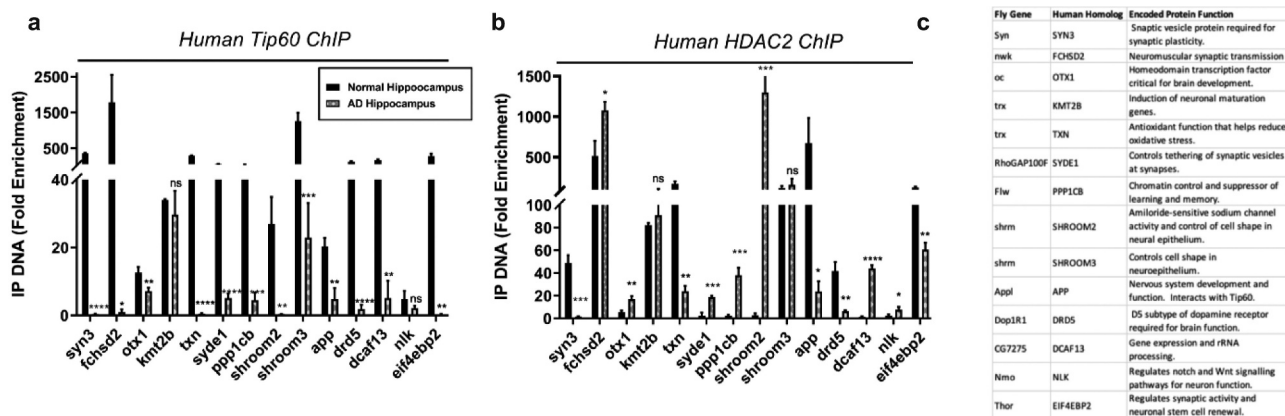 a
Human Tip60 ChIP
IP DNA (Fold Enrichment)
2500
1500
500
40
20
0
Normal Hippoocampus
AD Hippocampus
****
*
**
ns
****
****
***
**
***
**
****
**
ns
**
syn3
fchsd2
otx1
kmt2b
txn
syde1
ppp1cb
shroom2
shroom3
app
drd5
dcaf13
nlk
eif4ebp2
b
Human HDAC2 ChIP
IP DNA (Fold Enrichment)
1500
1000
500
100
80
60
40
20
0
***
*
**
ns
**
***
***
***
ns
*
**
****
*
**
syn3
fchsd2
otx1
kmt2b
txn
syde1
ppp1cb
shroom2
shroom3
app
drd5
dcaf13
nlk
eif4ebp2
c
Fly Gene Human Homolog Encoded Protein Function
Syn SYN3 Snaptic vesicle protein required for
synaptic plasticity.
nwk FCHSD2 Neuromuscular synaptic transmission
oc OTX1 Homeodomain transcription factor
critical for brain development.
trx KMT2B Induction of neuronal maturation
genes.
trx TXN Antioxidant function that helps reduce
oxidative stress.
RhoGAP100F SYDE1 Controls tethering of synaptic vesicles
at synapses.
Flw PPP1CB Chromatin control and suppressor of
learning and memory.
shrm SHROOM2 Amiloride-sensitive sodium channel
activity and control of cell shape in
neural epithelium.
shrm SHROOM3 Controls cell shape in
neuroepithelium.
Appl APP Nervous system development and
function. Interacts with Tip60.
Dop1R1 DRD5 D5 subtype of dopamine receptor
required for brain function.
CG7275 DCAF13 Gene expression and rRNA
processing.
Nmo NLK Regulates notch and Wnt signalling
pathways for neuron function.
Thor EIF4EBP2 Regulates synaptic activity and
neuronal stem cell renewal.